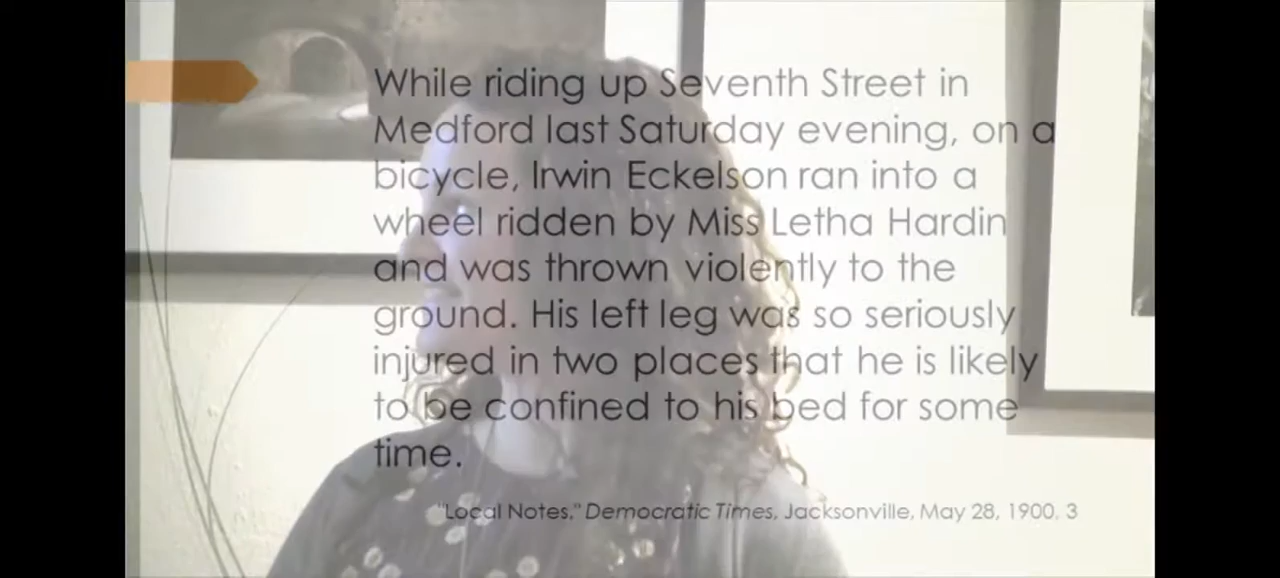 While riding up Seventh Street in
Medford last Saturday evening, on a
bicycle, Irwin Eckelson ran into a
wheel ridden by Miss Letha Hardin
and was thrown violently to the
ground. His left leg was so seriously
injured in two places that he is likely
to be confined to his bed for some
time.
"Local Notes," Democratic Times, Jacksonville, May 28, 1900, 3